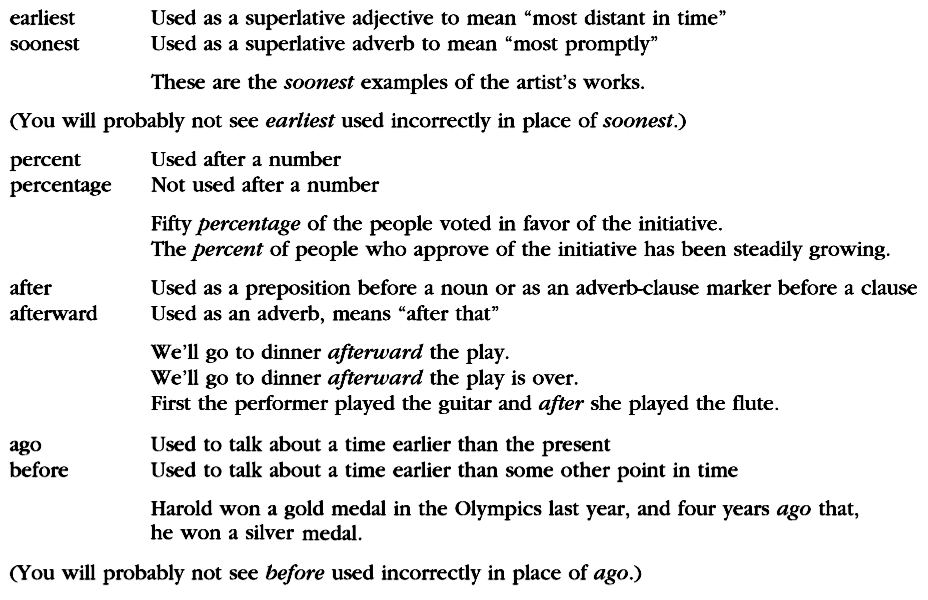 earliest Used as a superlative adjective to mean “most distant in time”
soonest Used as a superlative adverb to mean “most promptly”
These are the soonest examples of the artist’s works.
(You will probably not see earliest used incorrectly in place of soonest.)
percent Used after a number
percentage Not used after a number
Fifty percentage of the people voted in favor of the initiative.
The percent of people who approve of the initiative has been steadily growing.
after Used as a preposition before a noun or as an adverb-clause marker before a clause
afterward Used as an adverb, means “after that”
We’ll go to dinner afterward the play.
We’ll go to dinner afterward the play is over.
First the performer played the guitar and after she played the flute.
ago Used to talk about a time earlier than the present
before Used to talk about a time earlier than some other point in time
Harold won a gold medal in the Olympics last year, and four years ago that,
he won a silver medal.
(You will probably not see before used incorrectly in place of ago.)